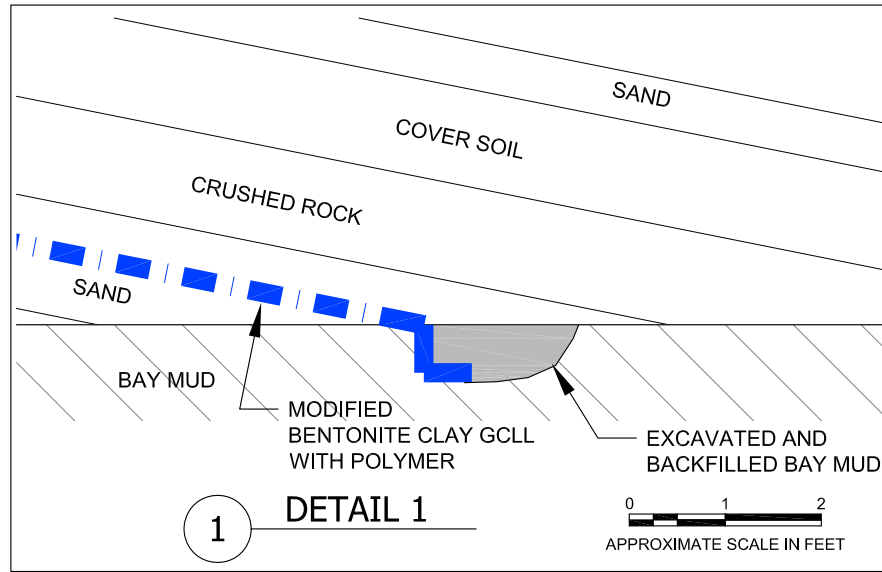 SAND
COVER SOIL
CRUSHED ROCK
SAND
BAY MUD
MODIFIED
BENTONITE CLAY GCLL
WITH POLYMER
EXCAVATED AND
BACKFILLED BAY MUD
1
DETAIL 1
0 1 2
APPROXIMATE SCALE IN FEET